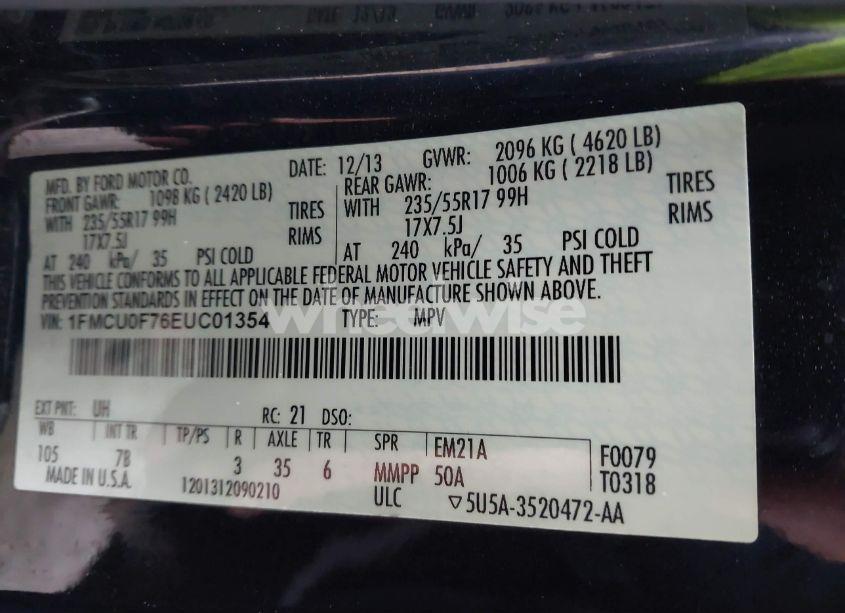 MFD. BY FORD MOTOR CO. DATE: 12/13 GVWR: 2096 KG ( 4620 LB)
FRONT GAWR: 1098 KG ( 2420 LB) REAR GAWR: 1006 KG ( 2218 LB)
WITH 235/55R17 99H TIRES WITH 235/55R17 99H TIRES
17X7.5J RIMS 17X7.5J RIMS
AT 240 kPa/ 35 PSI COLD AT 240 kPa/ 35 PSI COLD
THIS VEHICLE CONFORMS TO ALL APPLICABLE FEDERAL MOTOR VEHICLE SAFETY AND THEFT
PREVENTION STANDARDS IN EFFECT ON THE DATE OF MANUFACTURE SHOWN ABOVE.
VIN: 1FMCU0F76EUC01354 TYPE: MPV
wheelwise
EXT PNT: UH RC: 21 DSO:
WB INT TR TP/PS R AXLE TR SPR EM21A F0079
105 7B 3 35 6 MMPP 50A T0318
MADE IN U.S.A. 1201312090210 ULC ▽5U5A-3520472-AA